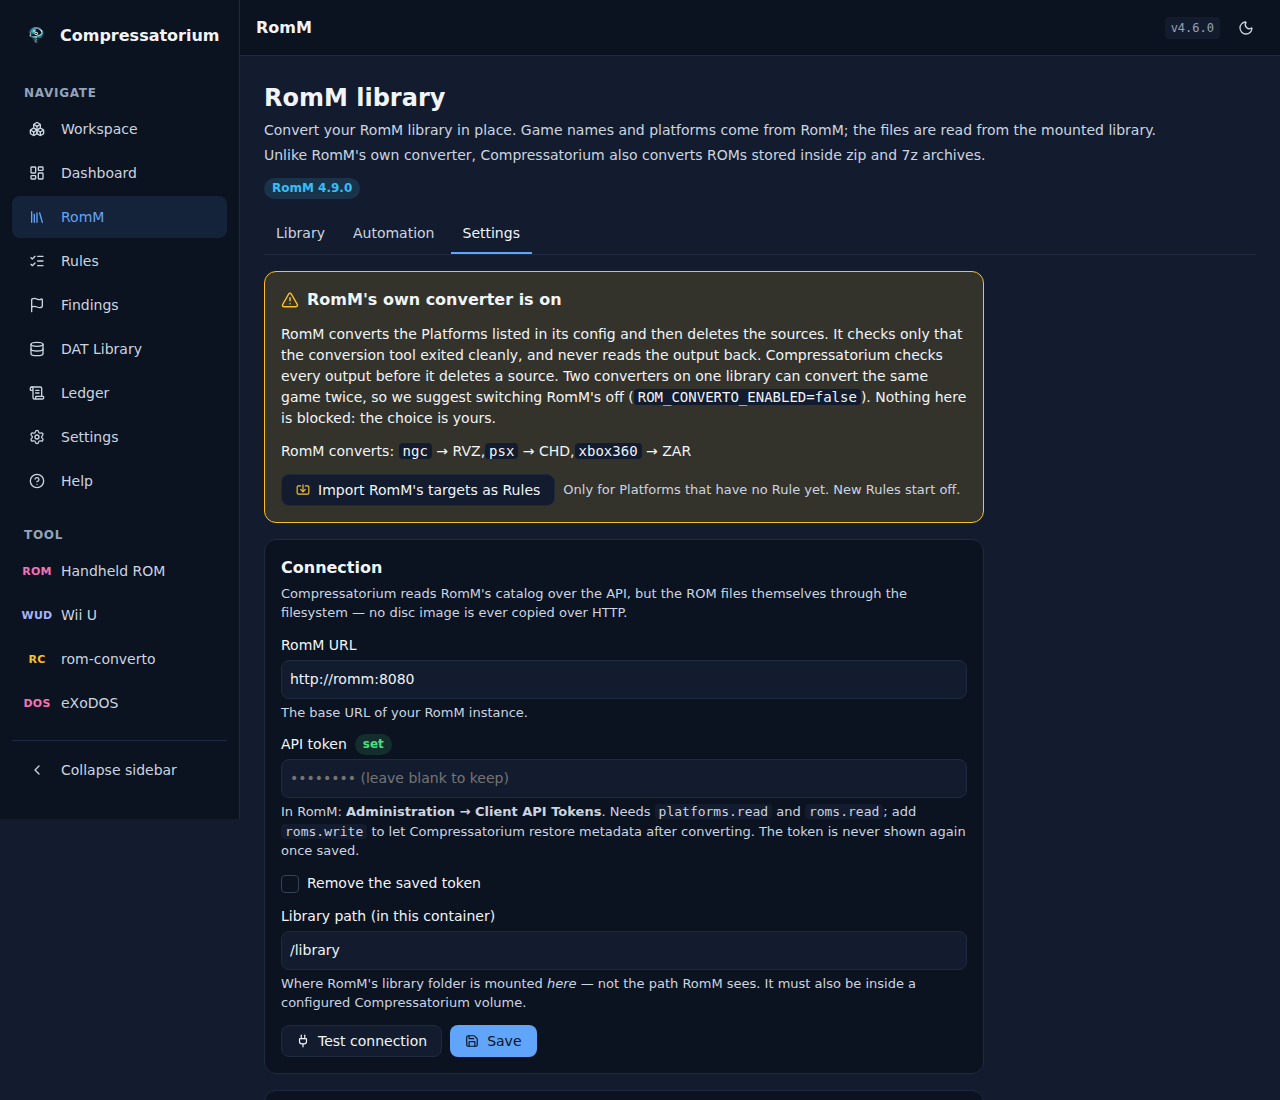 Compressatorium
RomM
v4.6.0
NAVIGATE
Workspace
Dashboard
RomM
Rules
Findings
DAT Library
Ledger
Settings
Help
TOOL
ROM Handheld ROM
WUD Wii U
RC rom-converto
DOS eXoDOS
Collapse sidebar
RomM library
Convert your RomM library in place. Game names and platforms come from RomM; the files are read from the mounted library.
Unlike RomM's own converter, Compressatorium also converts ROMs stored inside zip and 7z archives.
RomM 4.9.0
Library Automation Settings
RomM's own converter is on
RomM converts the Platforms listed in its config and then deletes the sources. It checks only that
the conversion tool exited cleanly, and never reads the output back. Compressatorium checks
every output before it deletes a source. Two converters on one library can convert the same
game twice, so we suggest switching RomM's off (ROM_CONVERTO_ENABLED=false). Nothing here
is blocked: the choice is yours.
RomM converts: ngc → RVZ, psx → CHD, xbox360 → ZAR
Import RomM's targets as Rules Only for Platforms that have no Rule yet. New Rules start off.
Connection
Compressatorium reads RomM's catalog over the API, but the ROM files themselves through the
filesystem — no disc image is ever copied over HTTP.
RomM URL
http://romm:8080
The base URL of your RomM instance.
API token set
•••••••• (leave blank to keep)
In RomM: Administration → Client API Tokens. Needs platforms.read and roms.read; add
roms.write to let Compressatorium restore metadata after converting. The token is never shown again
once saved.
Remove the saved token
Library path (in this container)
/library
Where RomM's library folder is mounted here — not the path RomM sees. It must also be inside a
configured Compressatorium volume.
Test connection Save